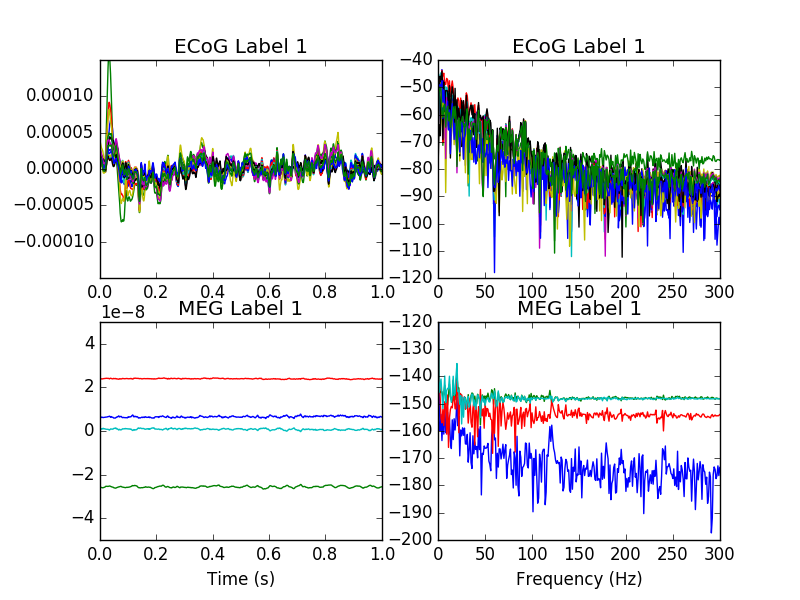 ECoG Label 1
0.00010
0.00005
0.00000
−0.00005
−0.00010
0.0 0.2 0.4 0.6 0.8 1.0
ECoG Label 1
−40
−50
−60
−70
−80
−90
−100
−110
−120
0 50 100 150 200 250 300
MEG Label 1
1e−8
4
2
0
−2
−4
0.0 0.2 0.4 0.6 0.8 1.0
Time (s)
MEG Label 1
−120
−130
−140
−150
−160
−170
−180
−190
−200
0 50 100 150 200 250 300
Frequency (Hz)